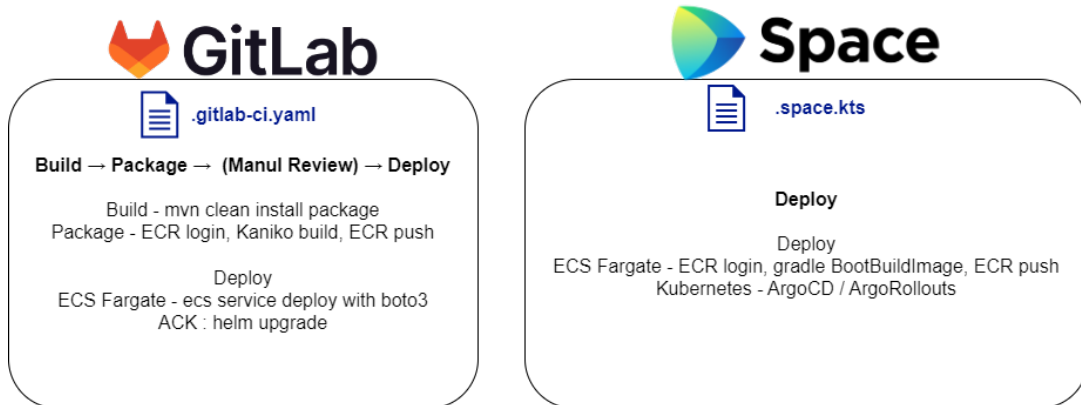 GitLab
.gitlab-ci.yaml
Build → Package → (Manul Review) → Deploy
Build - mvn clean install package
Package - ECR login, Kaniko build, ECR push
Deploy
ECS Fargate - ecs service deploy with boto3
ACK : helm upgrade
Space
.space.kts
Deploy
Deploy
ECS Fargate - ECR login, gradle BootBuildImage, ECR push
Kubernetes - ArgoCD / ArgoRollouts